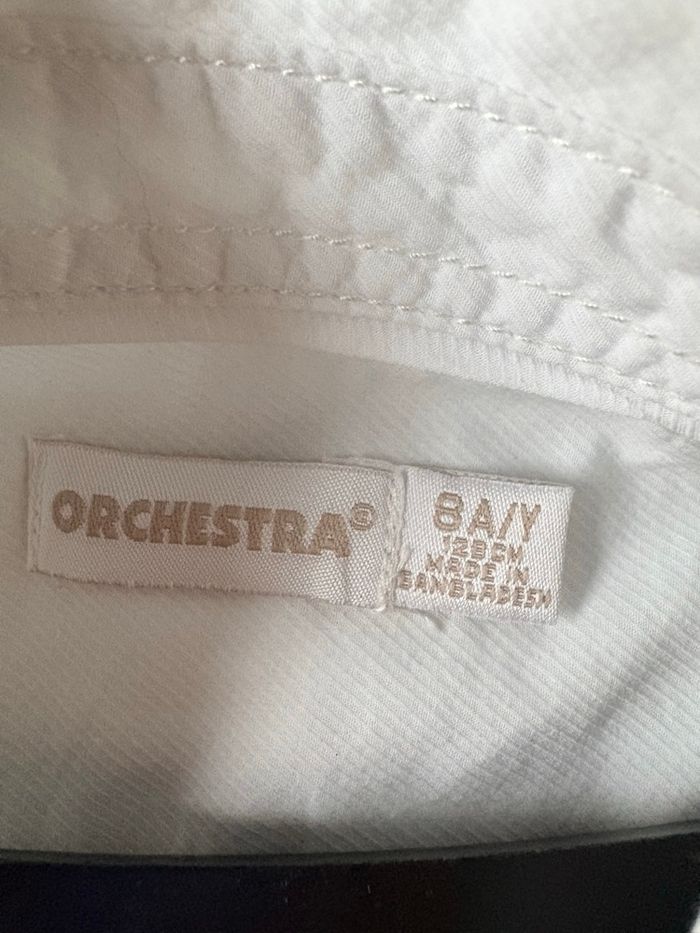 ORCHESTRA®
8A/Y
128CM
MADE IN
BANGLADESH